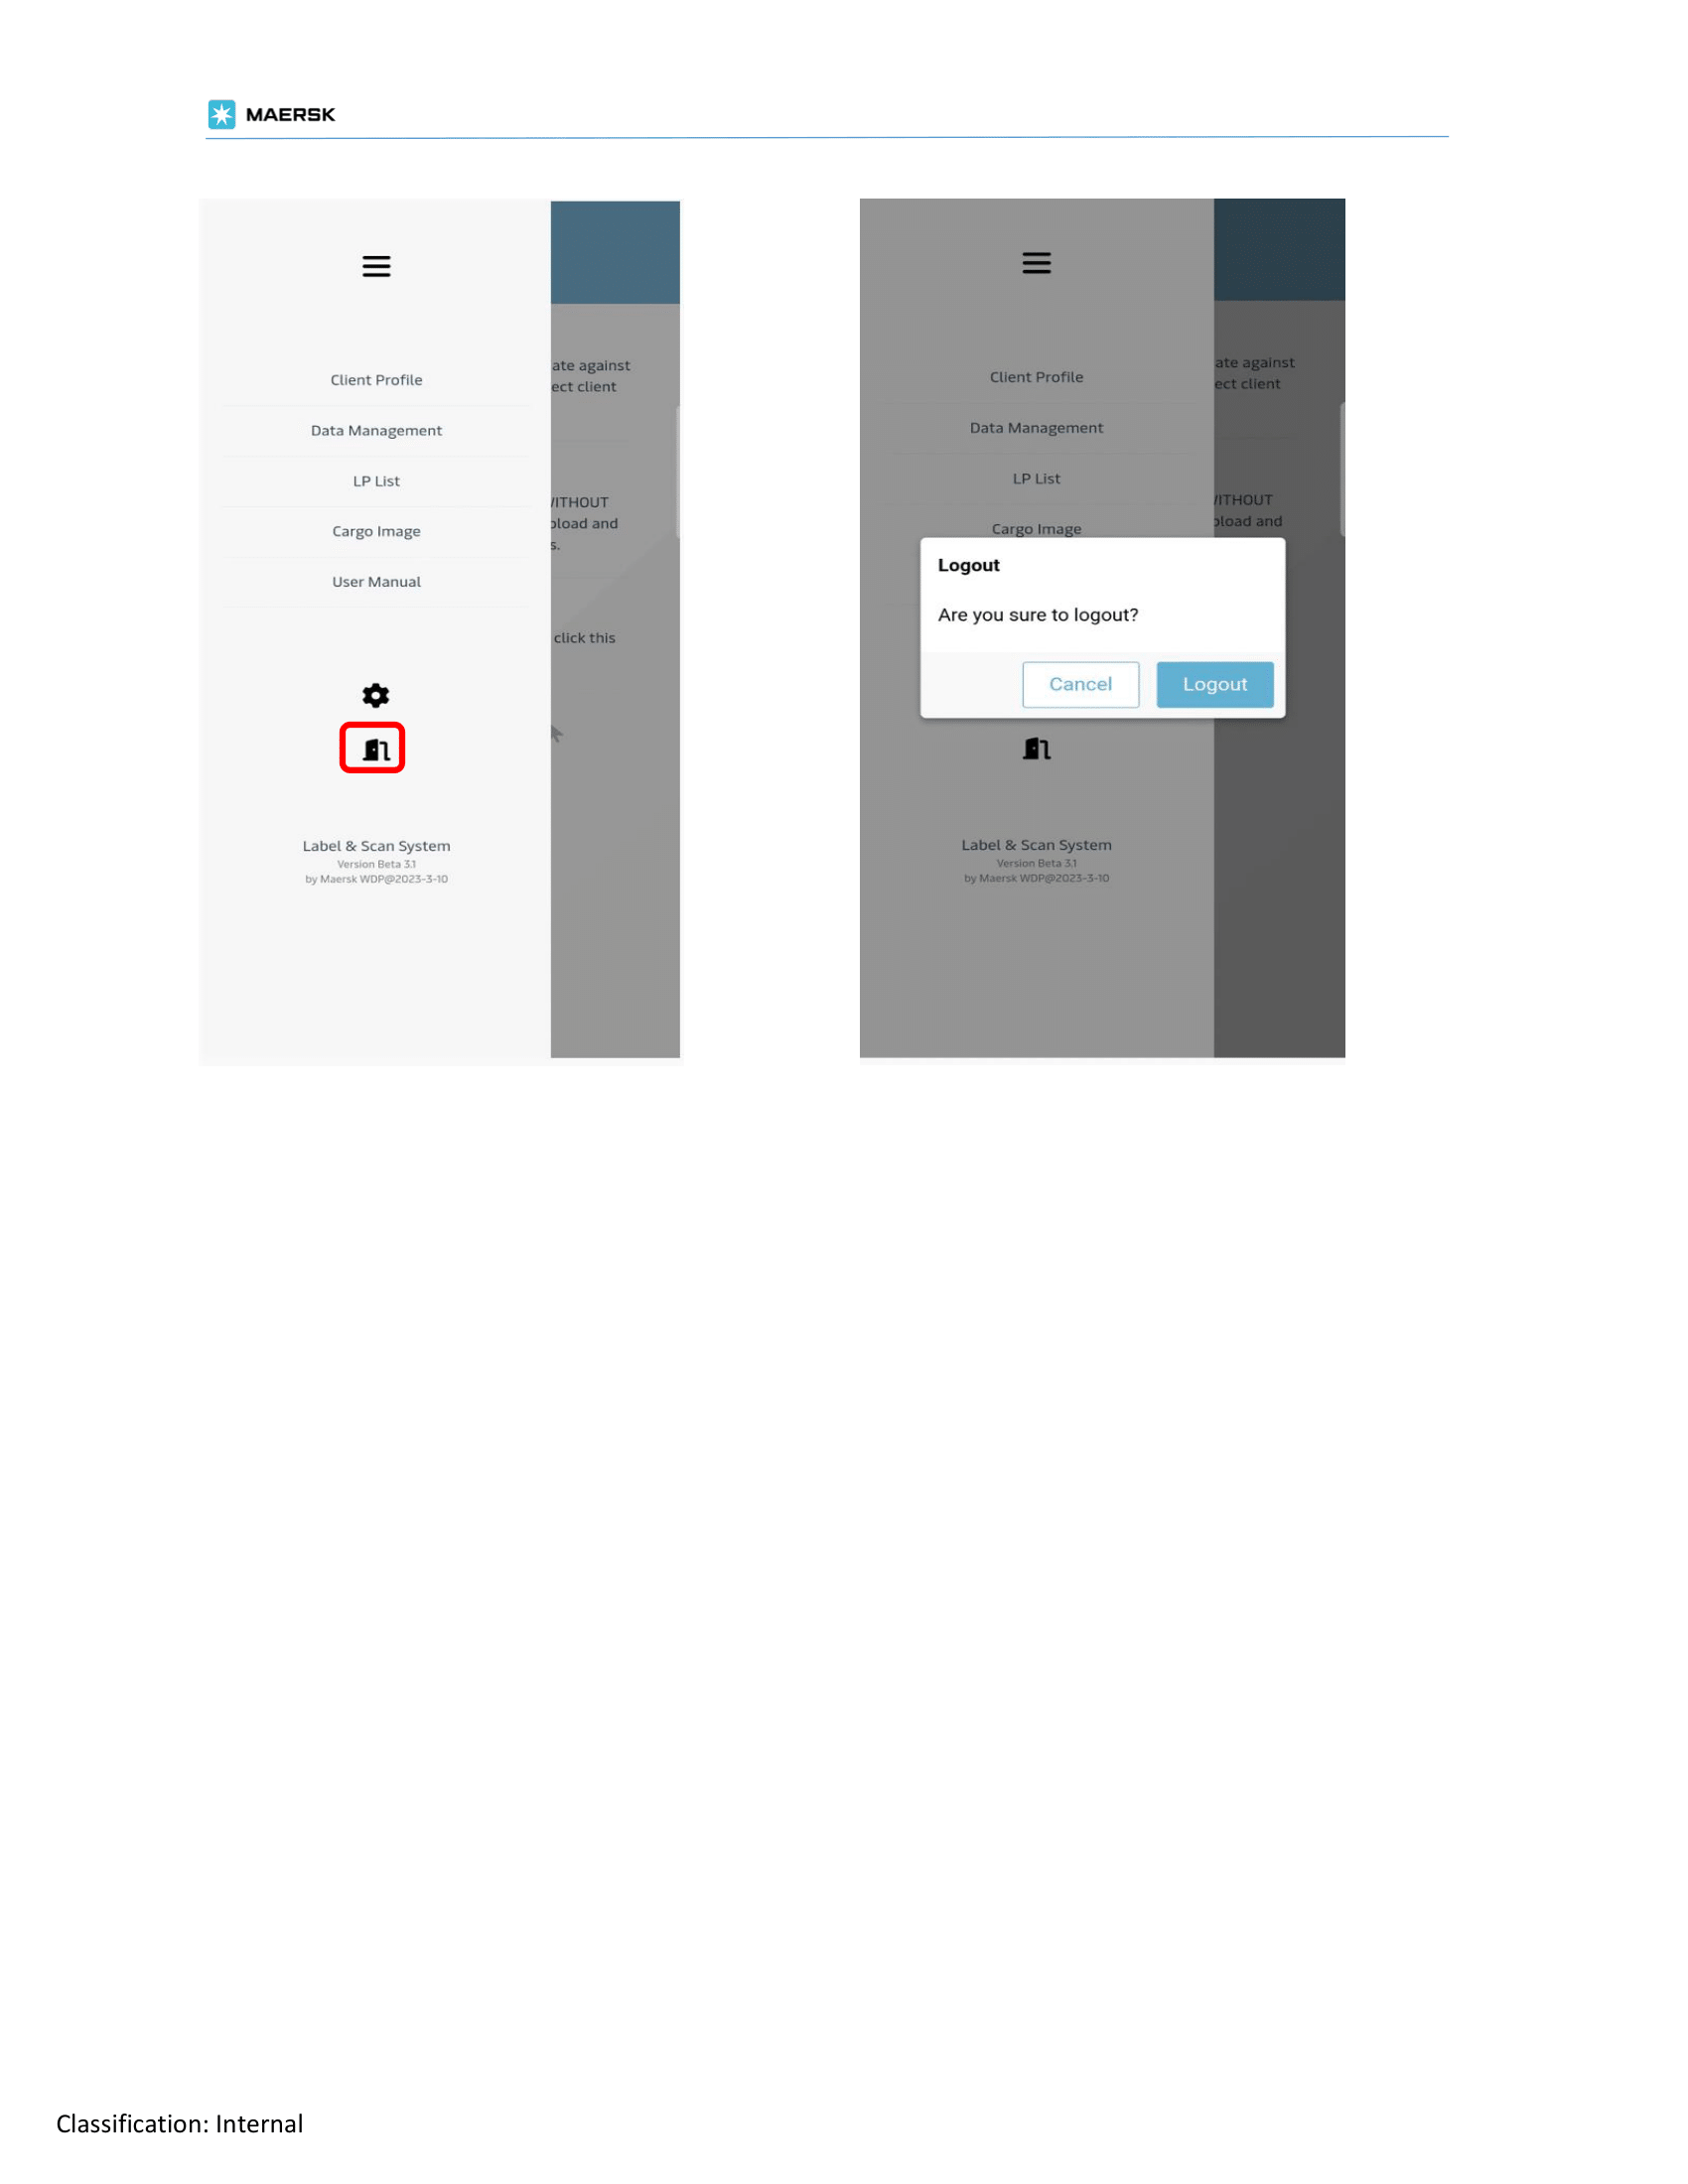 MAERSK
Client Profile
Data Management
LP List
Cargo Image
User Manual
Label & Scan System
Version Beta 3.1
by Maersk WDP@2023-3-10
ate against
ect client
ITHOUT
load and
s.
click this
Client Profile
Data Management
LP List
Cargo Image
Logout
Are you sure to logout?
Cancel
Logout
Label & Scan System
Version Beta 3.1
by Maersk WDP@2023-3-10
ate against
ect client
ITHOUT
load and
Classification: Internal